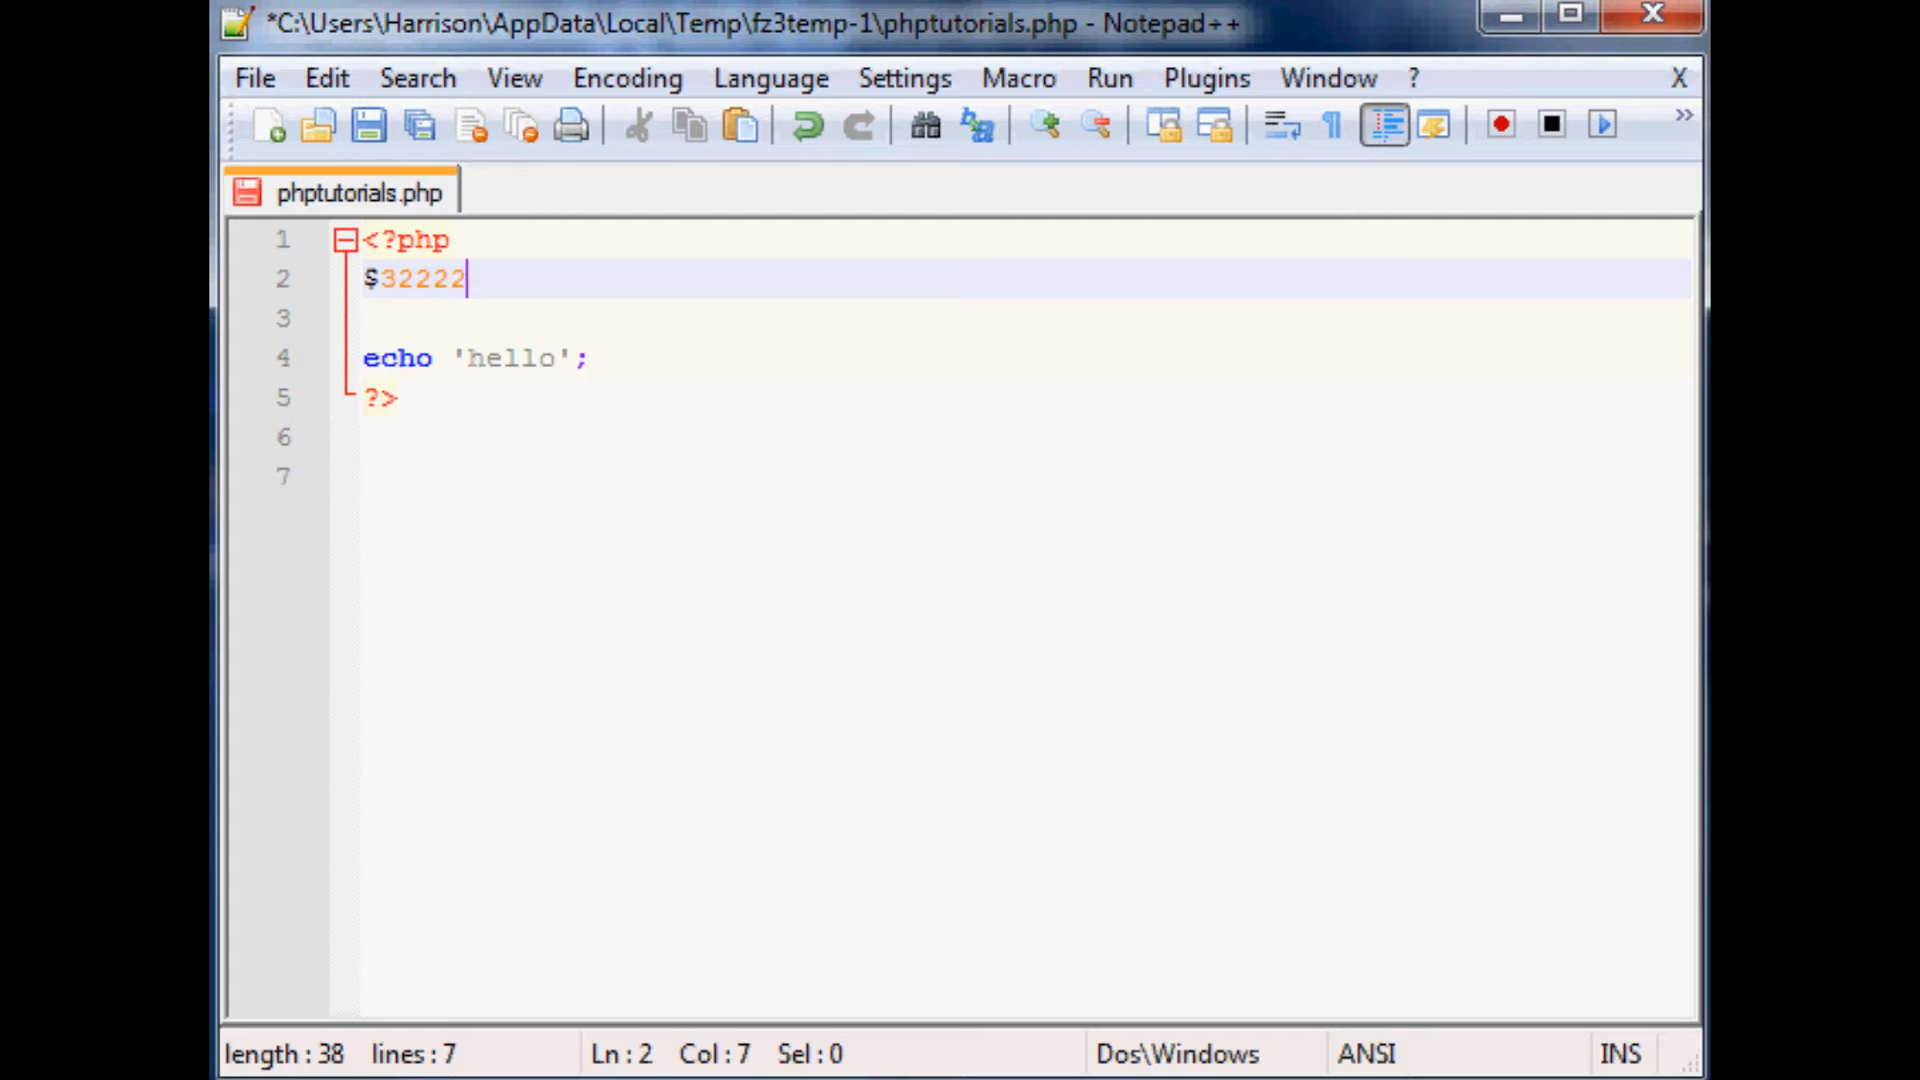 *C:\Users\Harrison\AppData\Local\Temp\fz3temp-1\phptutorials.php - Notepad++
File Edit Search View Encoding Language Settings Macro Run Plugins Window ? X
phptutorials.php
1 <?php
2 $32222
3
4 echo 'hello';
5 ?>
6
7
length : 38 lines : 7 Ln : 2 Col : 7 Sel : 0 Dos\Windows ANSI INS